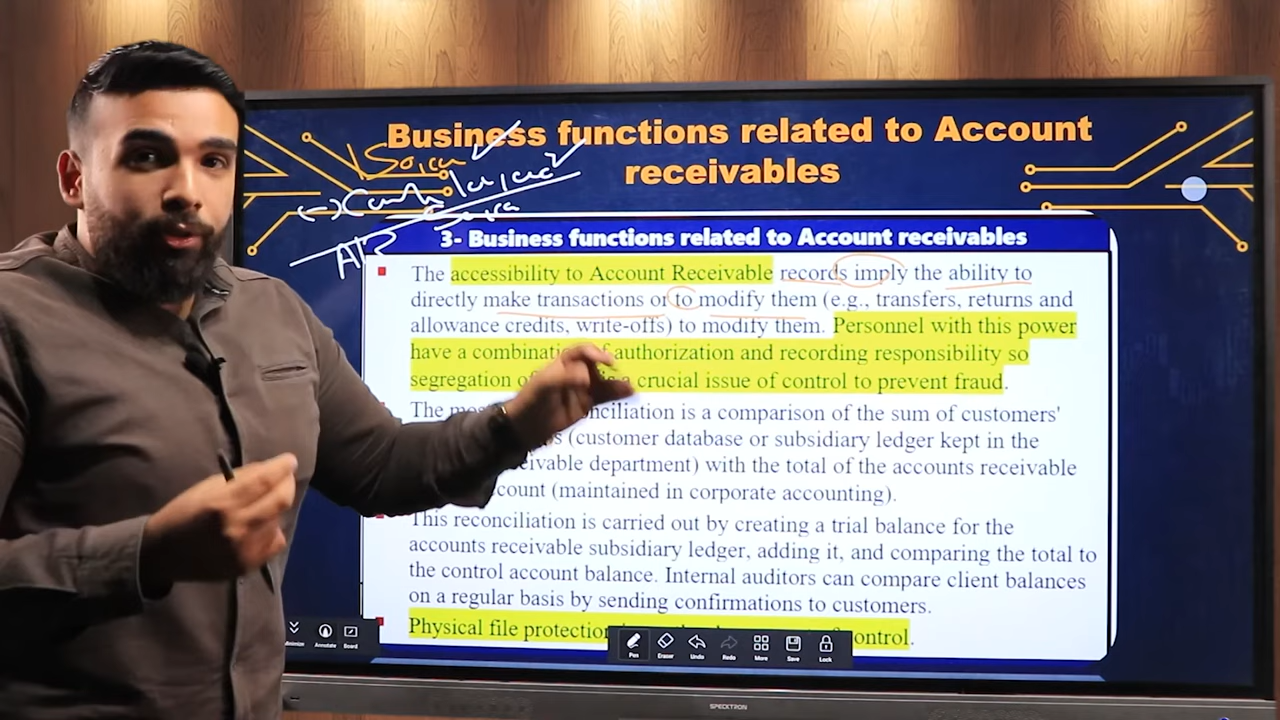 Business functions related to Account
receivables
A/R
3- Business functions related to Account receivables
The accessibility to Account Receivable records imply the ability to
directly make transactions or to modify them (e.g., transfers, returns and
allowance credits, write-offs) to modify them. Personnel with this power
have a authorization and recording responsibility so
segregation crucial issue of control to prevent fraud.
The is a comparison of the sum of customers'
(customer database or subsidiary ledger kept in the
department) with the total of the accounts receivable
(maintained in corporate accounting).
This reconciliation is carried out by creating a trial balance for the
accounts receivable subsidiary ledger, adding it, and comparing the total to
the control account balance. Internal auditors can compare client balances
on a regular basis by sending confirmations to customers.
Physical file control.
Minimize Annotate Board
Pen Eraser Undo Redo More Save Lock
SPECKTRON